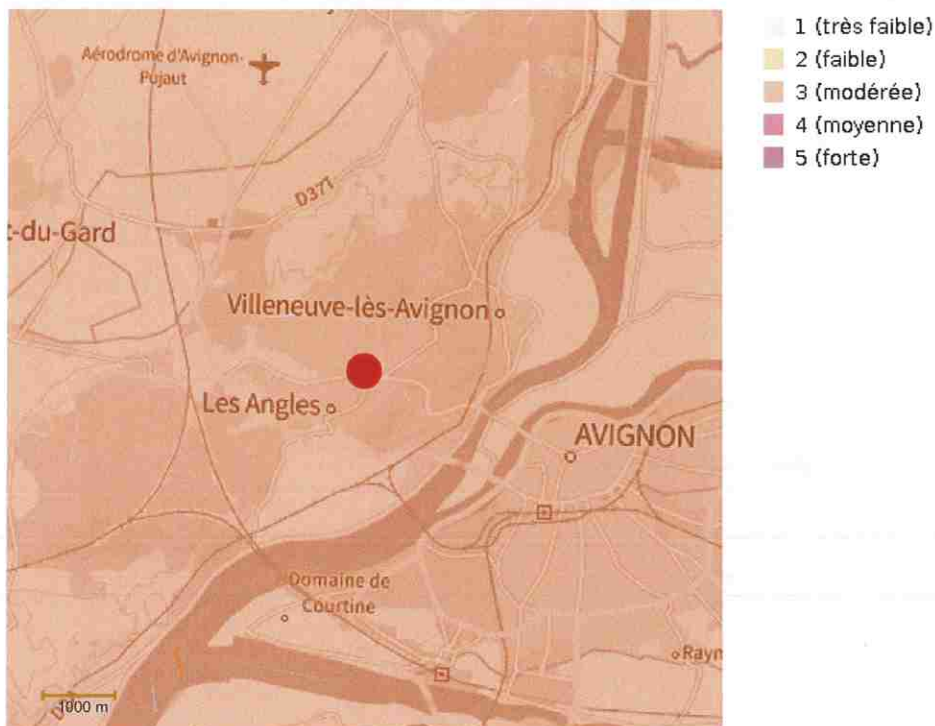 1 (très faible)
2 (faible)
3 (modérée)
4 (moyenne)
5 (forte)
Aérodrome d'Avignon-
Pujaut
D377
t-du-Gard
Villeneuve-lès-Avignon
Les Angles
AVIGNON
Domaine de
Courtine
Rayn
1000 m